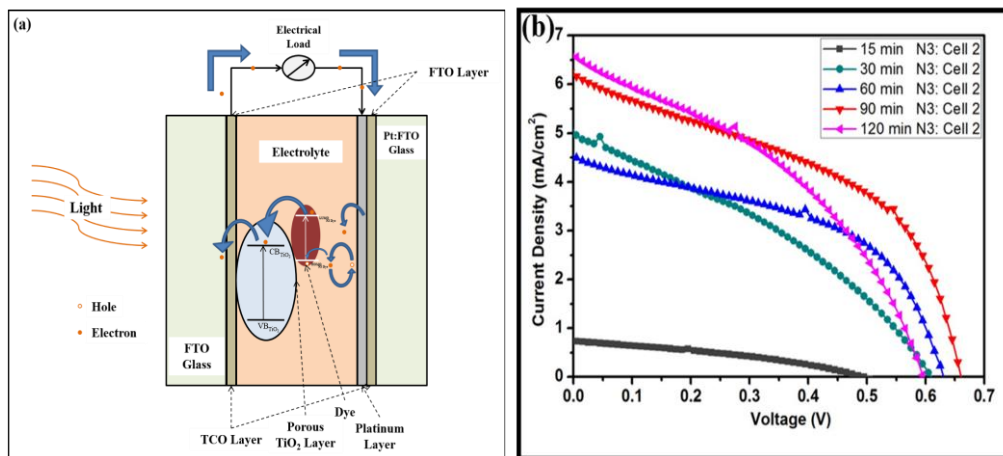 (a)
Electrical
Load
FTO Layer
Pt:FTO
Glass
Electrolyte
Light
CB TiO2
VB TiO2
Hole
Electron
FTO
Glass
TCO Layer
Porous
TiO2 Layer
Dye
Platinum
Layer
(b)
15 min N3: Cell 2
30 min N3: Cell 2
60 min N3: Cell 2
90 min N3: Cell 2
120 min N3: Cell 2
Current Density (mA/cm²)
7
6
5
4
3
2
1
0
0.0 0.1 0.2 0.3 0.4 0.5 0.6 0.7
Voltage (V)